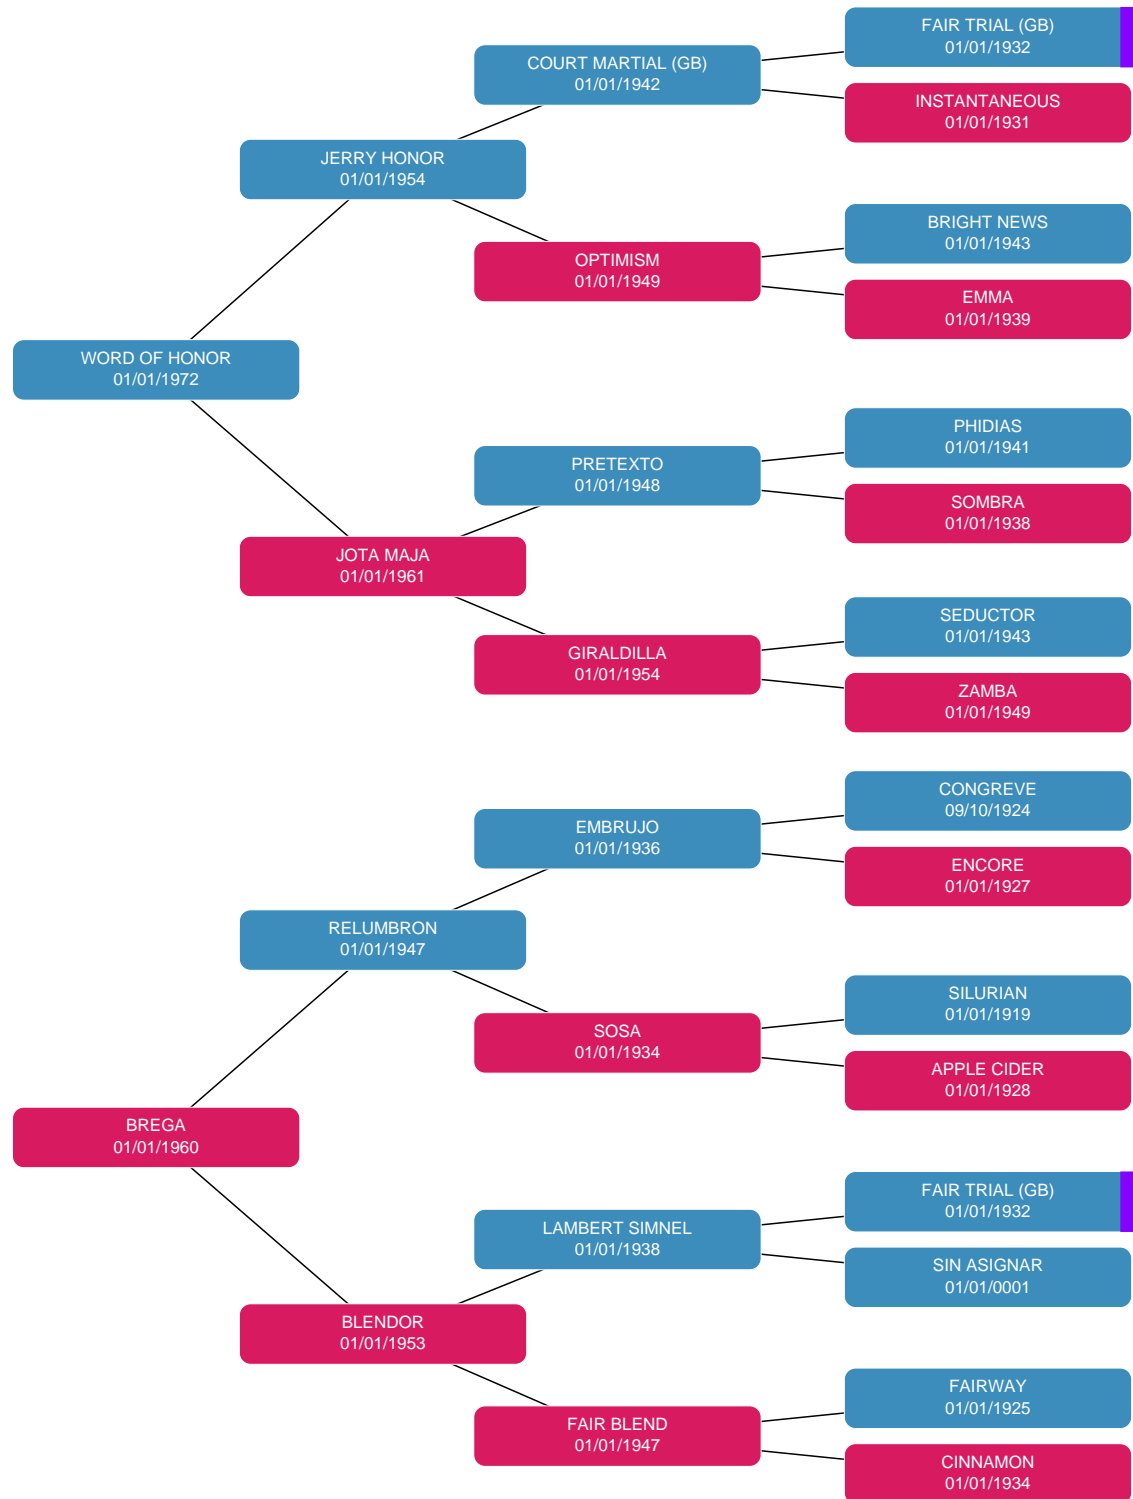 FAIR TRIAL (GB)
01/01/1932
COURT MARTIAL (GB)
01/01/1942
INSTANTANEOUS
01/01/1931
JERRY HONOR
01/01/1954
BRIGHT NEWS
01/01/1943
OPTIMISM
01/01/1949
EMMA
01/01/1939
WORD OF HONOR
01/01/1972
PHIDIAS
01/01/1941
PRETEXTO
01/01/1948
SOMBRA
01/01/1938
JOTA MAJA
01/01/1961
SEDUCTOR
01/01/1943
GIRALDILLA
01/01/1954
ZAMBA
01/01/1949
CONGREVE
09/10/1924
EMBRUJO
01/01/1936
ENCORE
01/01/1927
RELUMBRON
01/01/1947
SILURIAN
01/01/1919
SOSA
01/01/1934
APPLE CIDER
01/01/1928
BREGA
01/01/1960
FAIR TRIAL (GB)
01/01/1932
LAMBERT SIMNEL
01/01/1938
SIN ASIGNAR
01/01/0001
BLENDOR
01/01/1953
FAIRWAY
01/01/1925
FAIR BLEND
01/01/1947
CINNAMON
01/01/1934